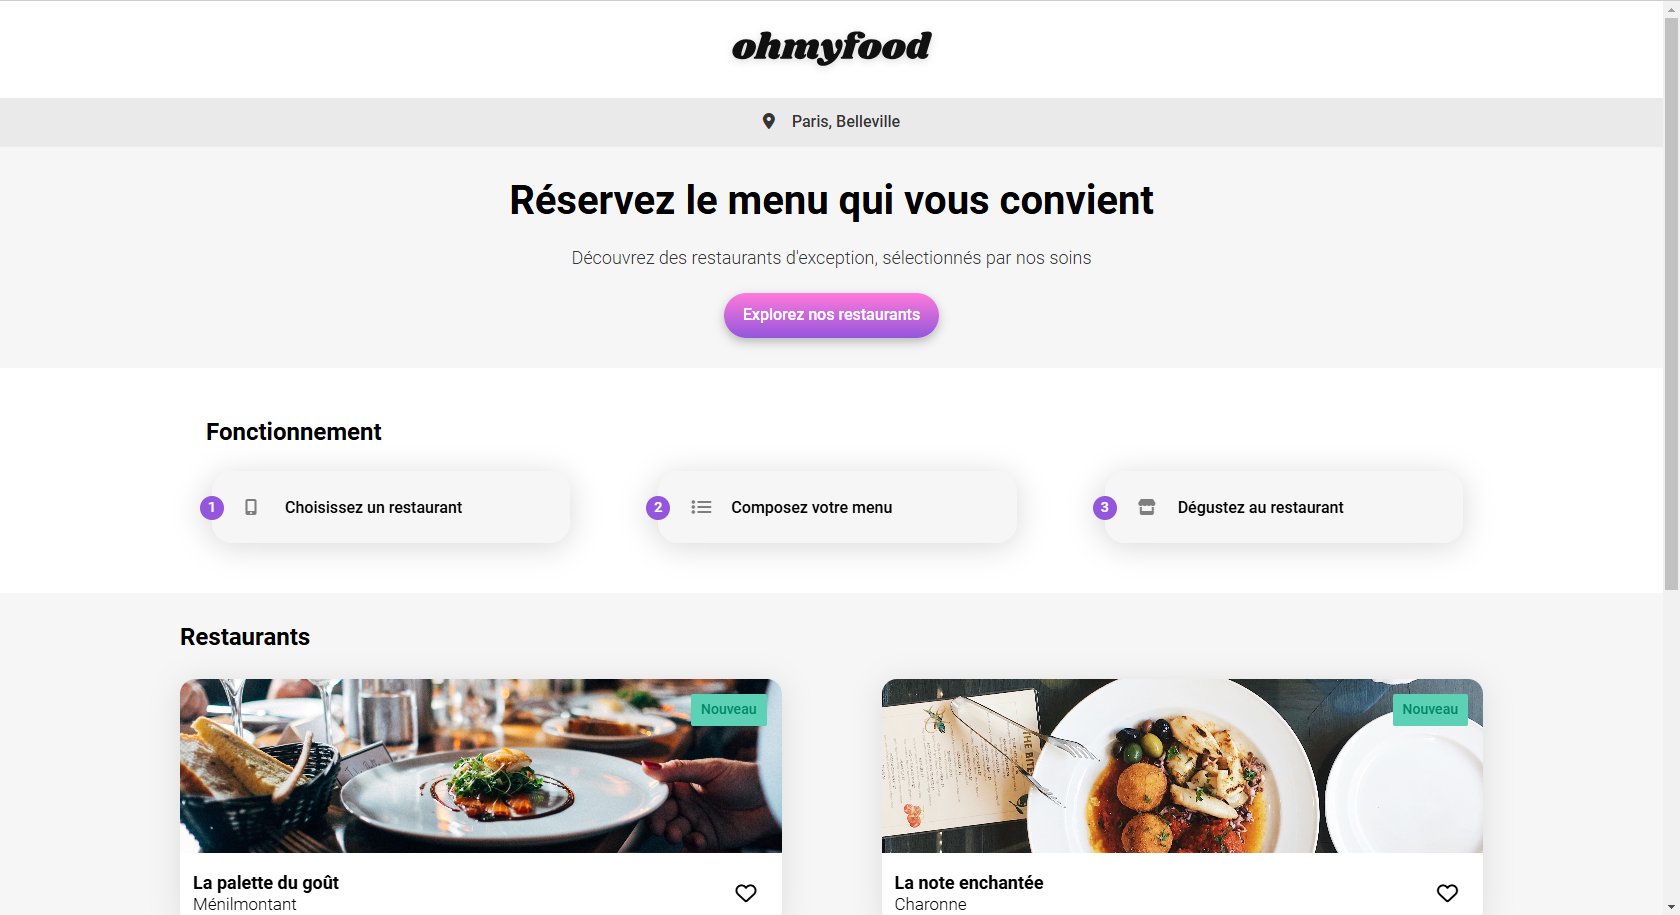 ohmyfood
Paris, Belleville
Réservez le menu qui vous convient
Découvrez des restaurants d'exception, sélectionnés par nos soins
Explorez nos restaurants
Fonctionnement
1 Choisissez un restaurant
2 Composez votre menu
3 Dégustez au restaurant
Restaurants
Nouveau
THE BITE
Nouveau
La palette du goût
Ménilmontant
La note enchantée
Charonne